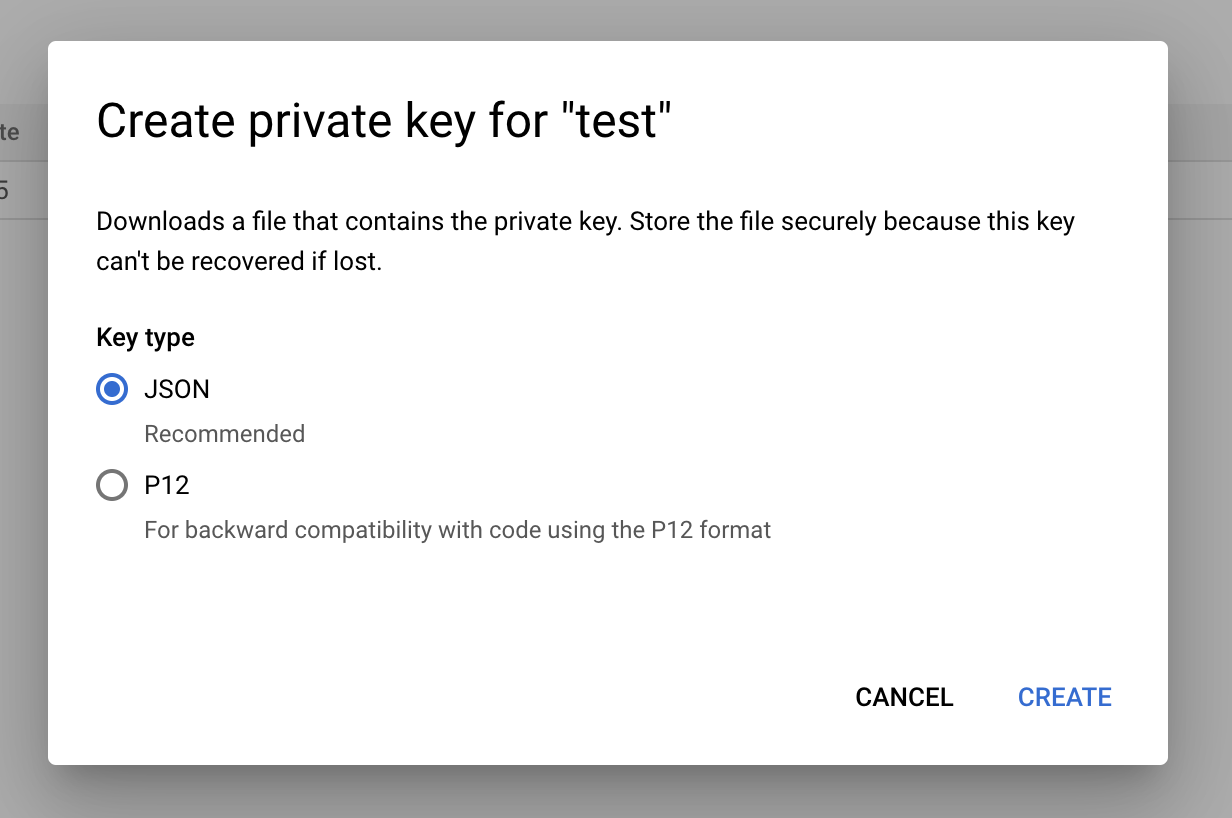 Create private key for "test"
te
5
Downloads a file that contains the private key. Store the file securely because this key
can't be recovered if lost.
Key type
JSON
Recommended
P12
For backward compatibility with code using the P12 format
CANCEL
CREATE